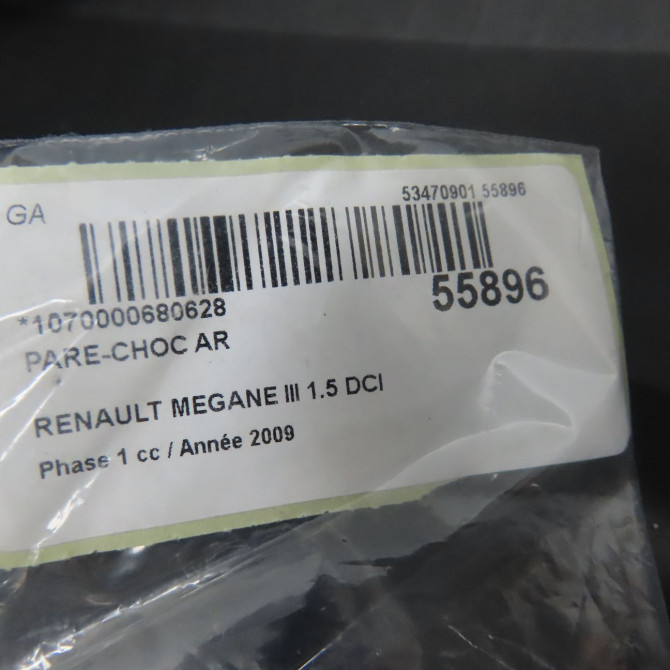 GA
53470901 55896
*1070000680628
55896
PARE-CHOC AR
RENAULT MEGANE III 1.5 DCI
Phase 1 cc / Année 2009